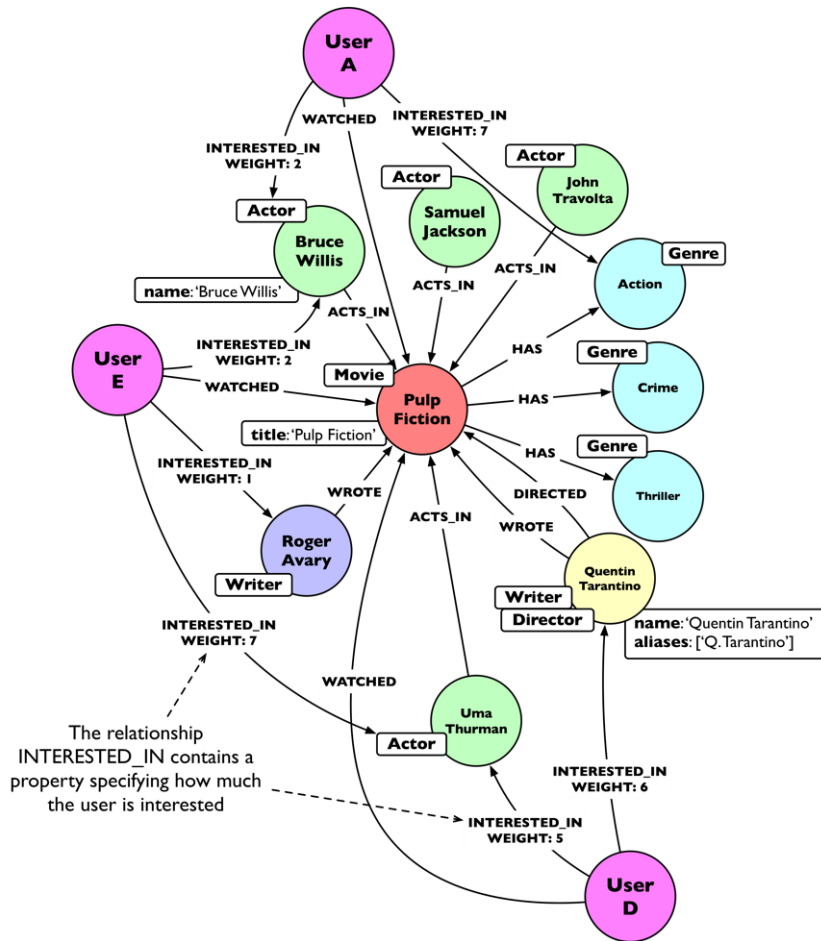 User
A
WATCHED
INTERESTED_IN
WEIGHT: 7
INTERESTED_IN
WEIGHT: 2
Actor
John
Travolta
Actor
Samuel
Jackson
Actor
Bruce
Willis
name: 'Bruce Willis'
Genre
Action
ACTS_IN
ACTS_IN
ACTS_IN
User
E
INTERESTED_IN
WEIGHT: 2
WATCHED
HAS
Movie
Pulp
Fiction
title: 'Pulp Fiction'
Genre
Crime
HAS
HAS
Genre
Thriller
INTERESTED_IN
WEIGHT: 1
WROTE
ACTS_IN
DIRECTED
WROTE
Roger
Avary
Writer
Quentin
Tarantino
Writer
Director
name: 'Quentin Tarantino'
aliases: ['Q. Tarantino']
INTERESTED_IN
WEIGHT: 7
WATCHED
Uma
Thurman
Actor
The relationship
INTERESTED_IN contains a
property specifying how much
the user is interested
INTERESTED_IN
WEIGHT: 6
INTERESTED_IN
WEIGHT: 5
User
D